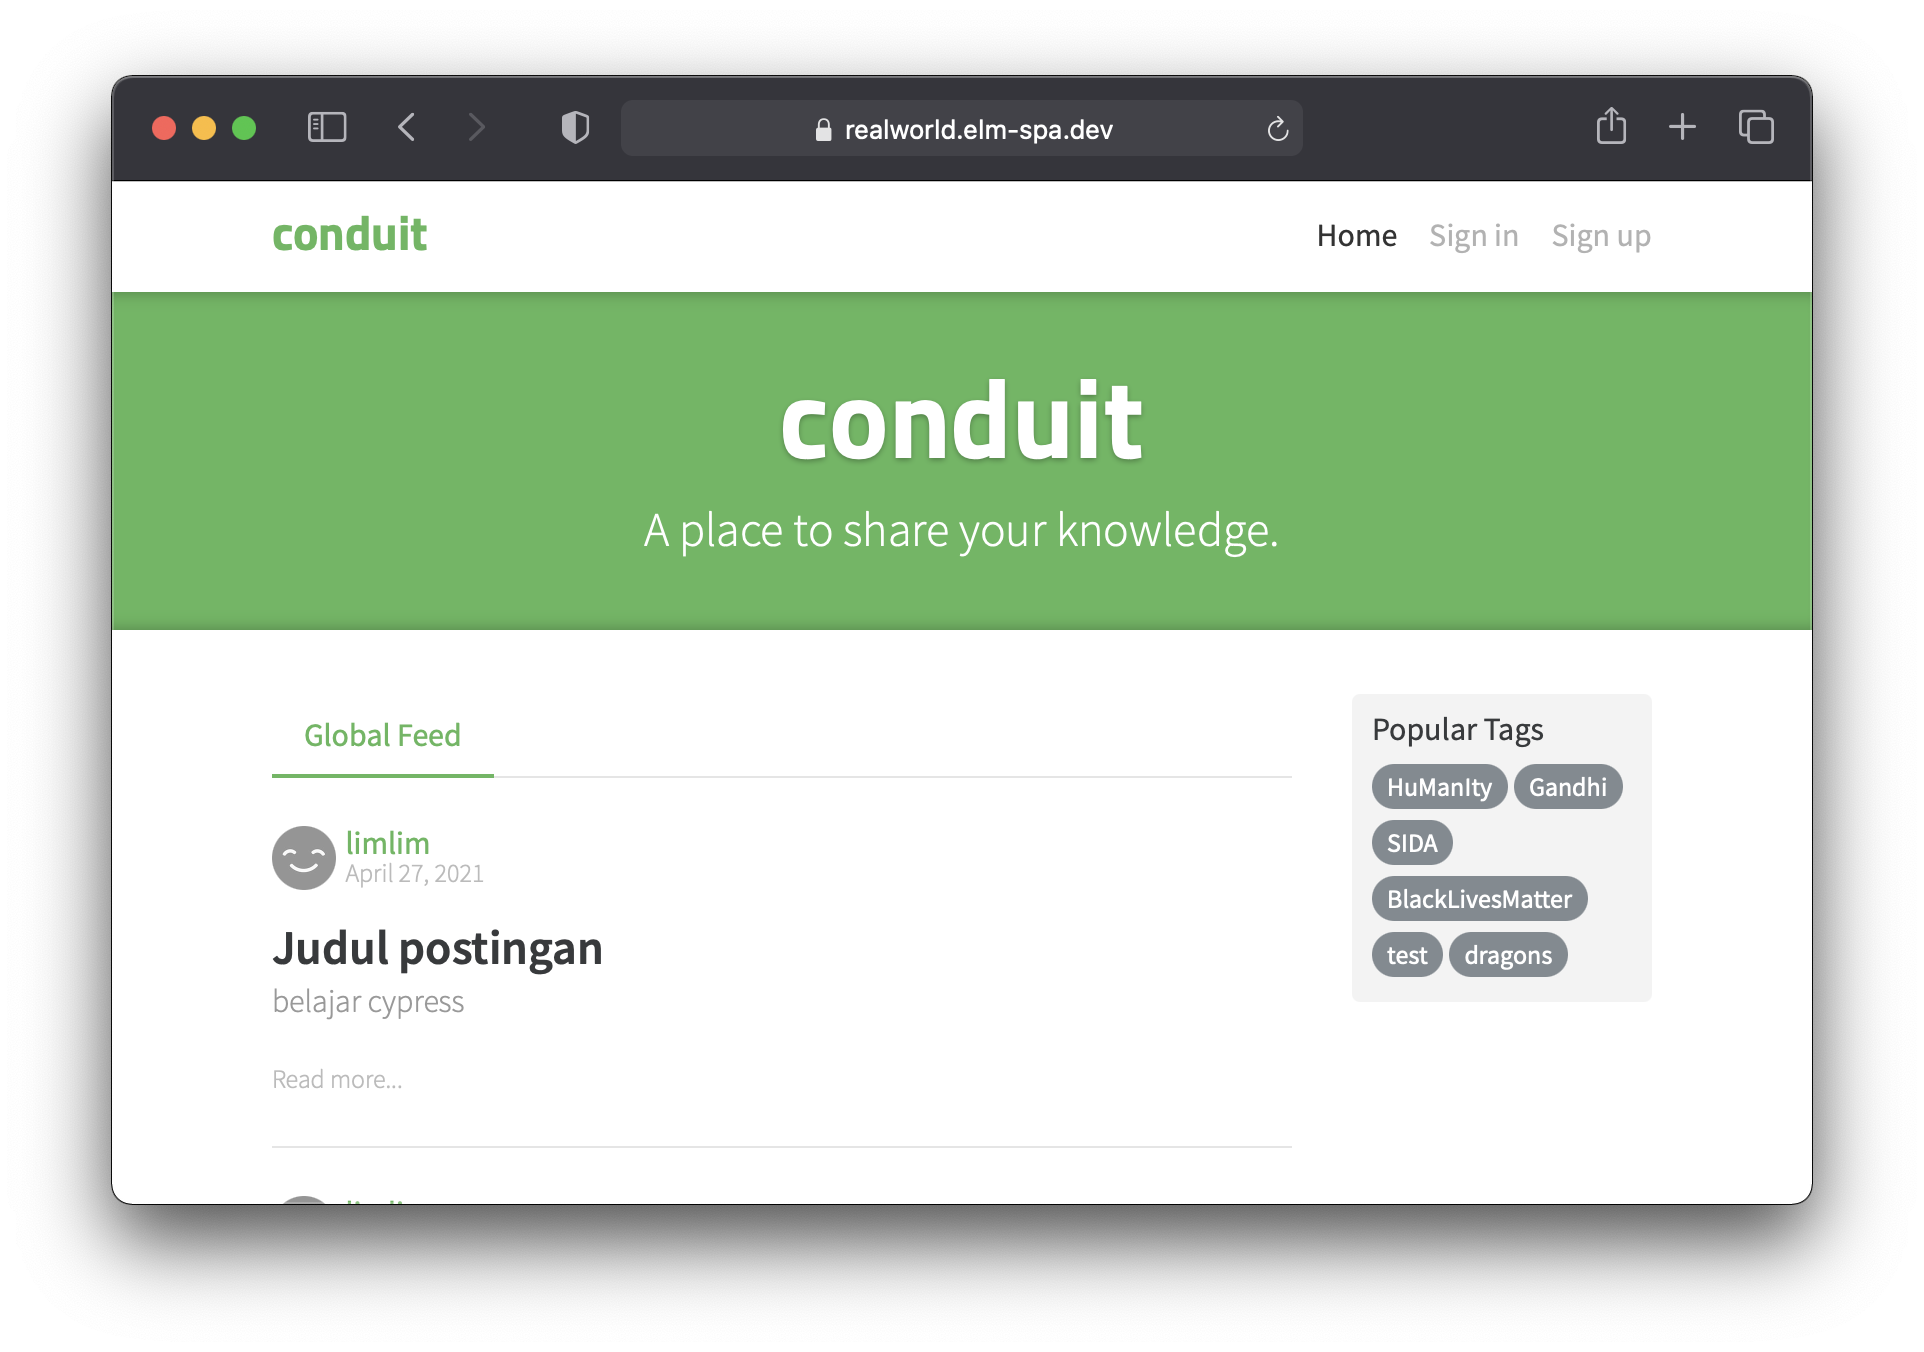 realworld.elm-spa.dev
conduit
Home Sign in Sign up
conduit
A place to share your knowledge.
Global Feed
limlim
April 27, 2021
Judul postingan
belajar cypress
Read more...
Popular Tags
HuManIty Gandhi
SIDA
BlackLivesMatter
test dragons